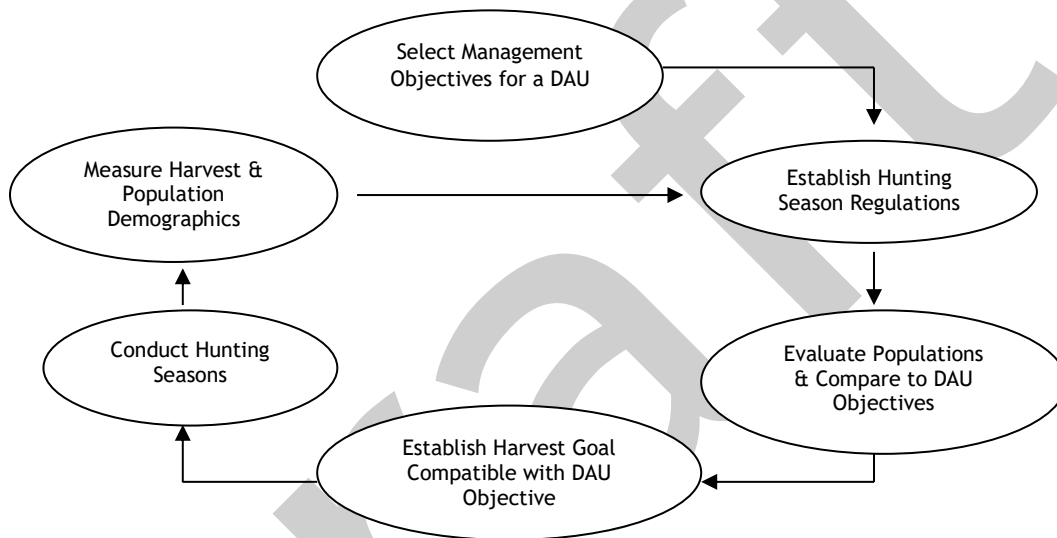 Select Management
Objectives for a DAU
Measure Harvest &
Population
Demographics
Establish Hunting
Season Regulations
Conduct Hunting
Seasons
Evaluate Populations
& Compare to DAU
Objectives
Establish Harvest Goal
Compatible with DAU
Objective